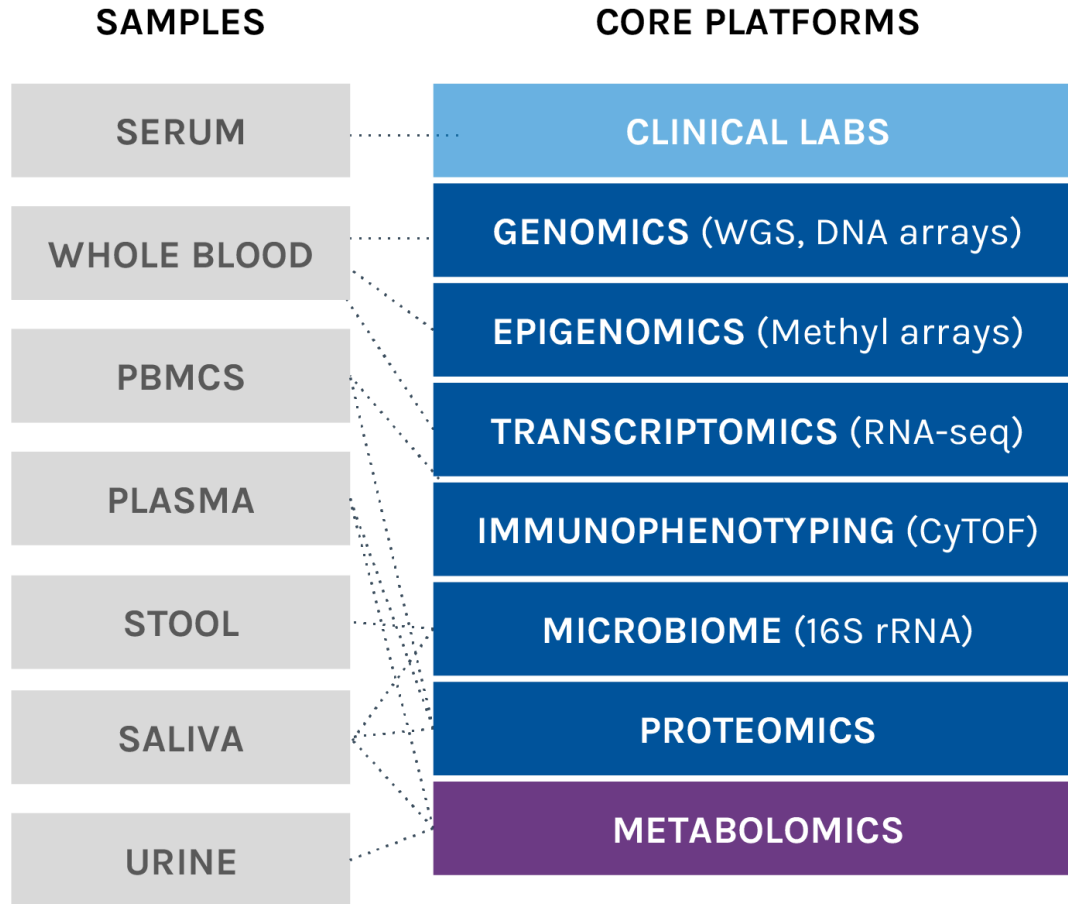 SAMPLES
CORE PLATFORMS
SERUM
WHOLE BLOOD
PBMCS
PLASMA
STOOL
SALIVA
URINE
CLINICAL LABS
GENOMICS (WGS, DNA arrays)
EPIGENOMICS (Methyl arrays)
TRANSCRIPTOMICS (RNA-seq)
IMMUNOPHENOTYPING (CyTOF)
MICROBIOME (16S rRNA)
PROTEOMICS
METABOLOMICS